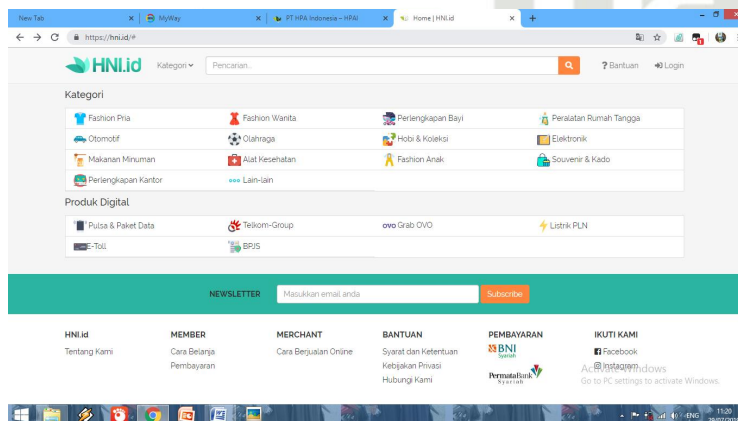 New Tab
MyWay
PT HPA Indonesia – HPAI
Home | HNI.id
https://hni.id/#
HNI.id Kategori Pencarian.. ? Bantuan Login
Kategori
Fashion Pria Fashion Wanita Perlengkapan Bayi Peralatan Rumah Tangga
Otomotif Olahraga Hobi & Koleksi Elektronik
Makanan Minuman Alat Kesehatan Fashion Anak Souvenir & Kado
Perlengkapan Kantor Lain-lain
Produk Digital
Pulsa & Paket Data Telkom-Group OVO Grab OVO Listrik PLN
E-Toll BPJS
NEWSLETTER Masukkan email anda Subscribe
HNI.id MEMBER MERCHANT BANTUAN PEMBAYARAN IKUTI KAMI
Tentang Kami Cara Belanja Cara Berjualan Online Syarat dan Ketentuan BNI Syariah Facebook
Pembayaran Kebijakan Privasi Instagram
Hubungi Kami PermataBank Syariah
Activate Windows
Go to PC settings to activate Windows.
ENG 11:20